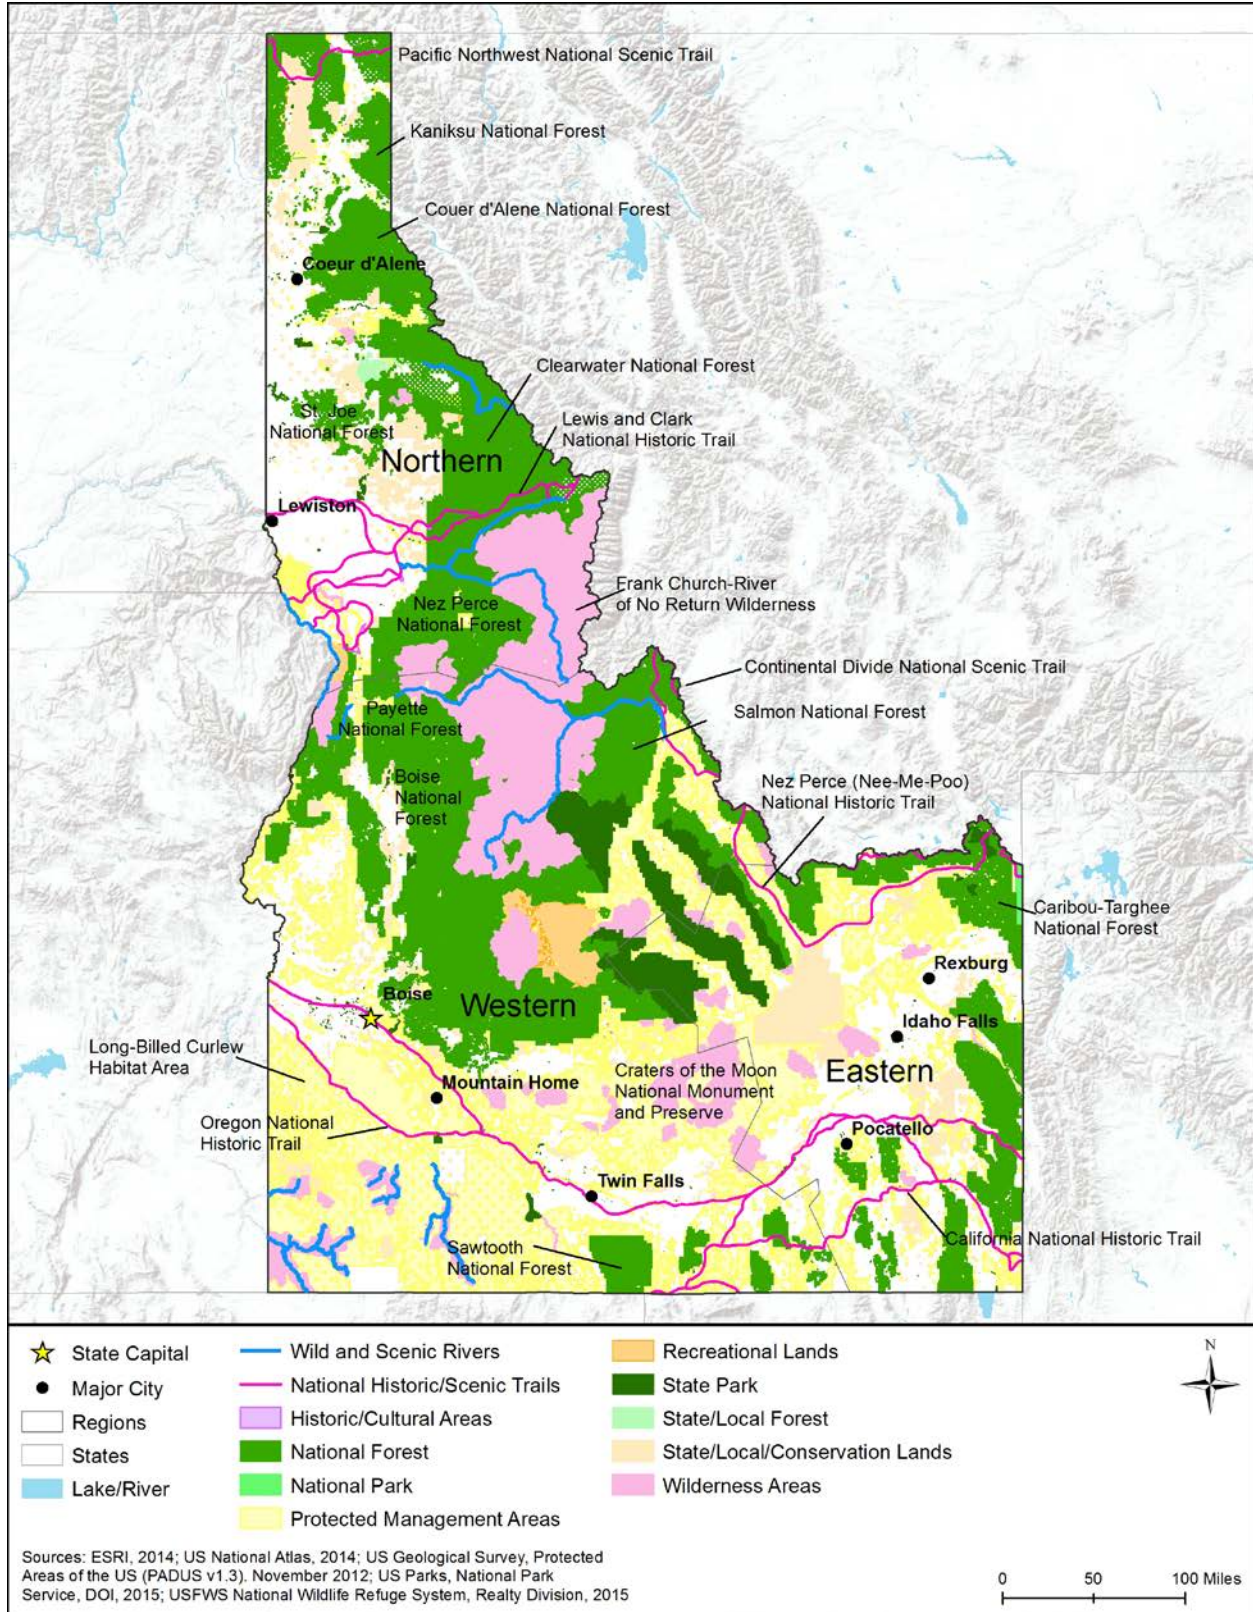 Pacific Northwest National Scenic Trail
Kaniksu National Forest
Couer d'Alene National Forest
Coeur d'Alene
Clearwater National Forest
St. Joe
National Forest
Lewis and Clark
National Historic Trail
Northern
Lewiston
Frank Church-River
of No Return Wilderness
Nez Perce
National Forest
Continental Divide National Scenic Trail
Salmon National Forest
Payette
National Forest
Boise
National
Forest
Nez Perce (Nee-Me-Poo)
National Historic Trail
Caribou-Targhee
National Forest
Rexburg
Boise
Western
Idaho Falls
Long-Billed Curlew
Habitat Area
Mountain Home
Craters of the Moon
National Monument
and Preserve
Eastern
Oregon National
Historic Trail
Pocatello
Twin Falls
Sawtooth
National Forest
California National Historic Trail
State Capital
Major City
Regions
States
Lake/River
Wild and Scenic Rivers
National Historic/Scenic Trails
Historic/Cultural Areas
National Forest
National Park
Protected Management Areas
Recreational Lands
State Park
State/Local Forest
State/Local/Conservation Lands
Wilderness Areas
N
Sources: ESRI, 2014; US National Atlas, 2014; US Geological Survey, Protected
Areas of the US (PADUS v1.3). November 2012; US Parks, National Park
Service, DOI, 2015; USFWS National Wildlife Refuge System, Realty Division, 2015
0 50 100 Miles